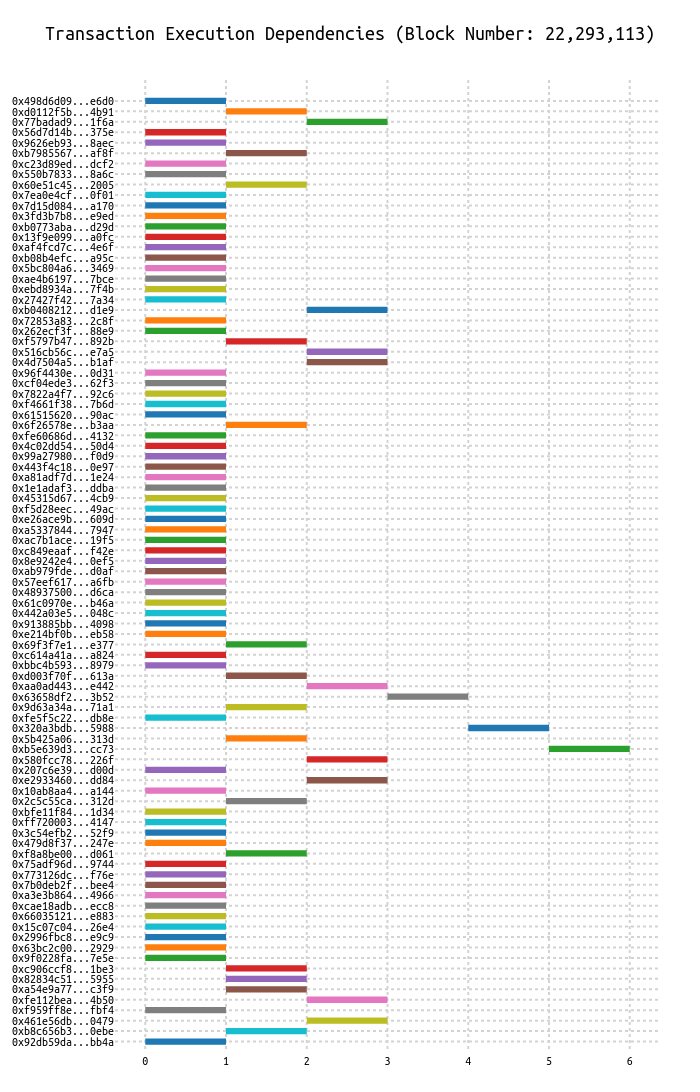 Transaction Execution Dependencies (Block Number: 22,293,113)
0x498d6d09...e6d0
0xd0112f5b...4b91
0x77badad9...1f6a
0x56d7d14b...375e
0x9626eb93...8aec
0xb7985567...af8f
0xc23d89ed...dcf2
0x550b7833...8a6c
0x60e51c45...2005
0x7ea0e4cf...0f01
0x7d15d084...a170
0x3fd3b7b8...e9ed
0xb0773aba...d29d
0x13f9e099...a0fc
0xaf4fcd7c...4e6f
0xb08b4efc...a95c
0x5bc804a6...3469
0xae4b6197...7bce
0xebd8934a...7f4b
0x27427f42...7a34
0xb0408212...d1e9
0x72853a83...2c8f
0x262ecf3f...88e9
0xf5797b47...892b
0x516cb56c...e7a5
0x4d7504a5...b1af
0x96f4430e...0d31
0xcf04ede3...62f3
0x7822a4f7...92c6
0xf4661f38...7b6d
0x61515620...90ac
0x6f26578e...b3aa
0xfe60686d...4132
0x4c02dd54...50d4
0x99a27980...f0d9
0x443f4c18...0e97
0xa81adf7d...1e24
0x1e1adaf3...ddba
0x45315d67...4cb9
0xf5d28eec...49ac
0xe26ace9b...609d
0xa5337844...7947
0xac7b1ace...19f5
0xc849eaaf...f42e
0x8e9242e4...0ef5
0xab979fde...d0af
0x57eef617...a6fb
0x48937500...d6ca
0x61c0970e...b46a
0x442a03e5...048c
0x913885bb...4098
0xe214bf0b...eb58
0x69f3f7e1...e377
0xc614a41a...a824
0xbbc4b593...8979
0xd003f70f...613a
0xaa0ad443...e442
0x63658df2...3b52
0x9d63a34a...71a1
0xfe5f5c22...db8e
0x320a3bdb...5988
0x5b425a06...313d
0xb5e639d3...cc73
0x580fcc78...226f
0x207c6e39...d00d
0xe2933460...dd84
0x10ab8aa4...a144
0x2c5c55ca...312d
0xbfe11f84...1d34
0xff720003...4147
0x3c54efb2...52f9
0x479d8f37...247e
0xf8a8be00...d061
0x75adf96d...9744
0x773126dc...f76e
0x7b0deb2f...bee4
0xa3e3b864...4966
0xcae18adb...ecc8
0x66035121...e883
0x15c07c04...26e4
0x2996fbc8...e9c9
0x63bc2c00...2929
0x9f0228fa...7e5e
0xc906ccf8...1be3
0x82834c51...5955
0xa54e9a77...c3f9
0xfe112bea...4b50
0xf959ff8e...fbf4
0x461e56db...0479
0xb8c656b3...0ebe
0x92db59da...bb4a
0 1 2 3 4 5 6